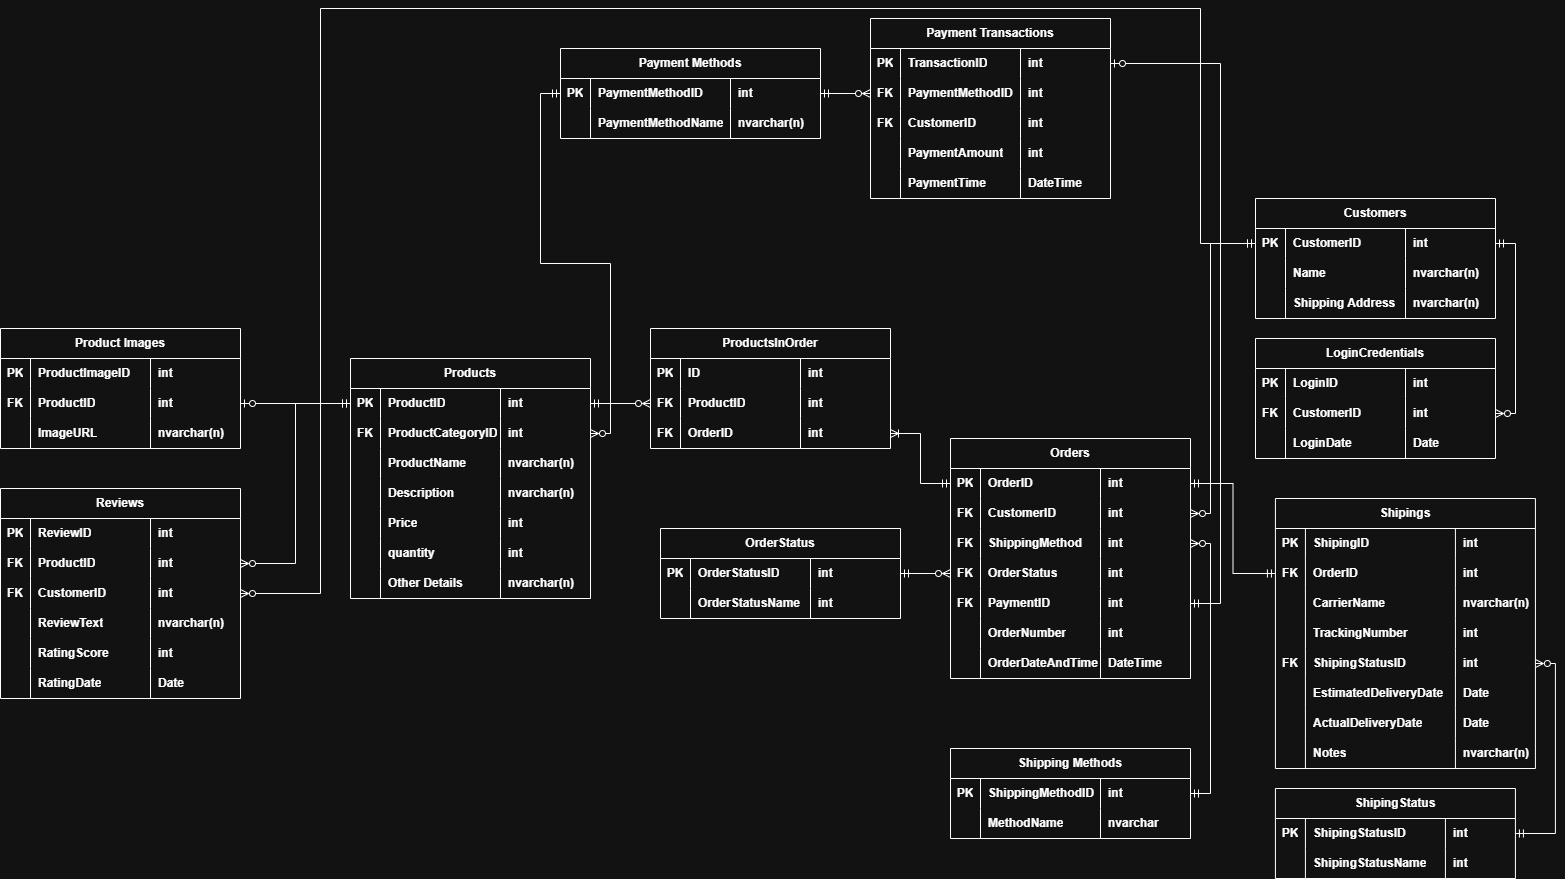 Payment Transactions
PK TransactionID int
FK PaymentMethodID int
FK CustomerID int
PaymentAmount int
PaymentTime DateTime
Payment Methods
PK PaymentMethodID int
PaymentMethodName nvarchar(n)
Customers
PK CustomerID int
Name nvarchar(n)
Shipping Address nvarchar(n)
LoginCredentials
PK LoginID int
FK CustomerID int
LoginDate Date
Product Images
PK ProductImageID int
FK ProductID int
ImageURL nvarchar(n)
Products
PK ProductID int
FK ProductCategoryID int
ProductName nvarchar(n)
Description nvarchar(n)
Price int
quantity int
Other Details nvarchar(n)
ProductsInOrder
PK ID int
FK ProductID int
FK OrderID int
Orders
PK OrderID int
FK CustomerID int
FK ShippingMethod int
FK OrderStatus int
FK PaymentID int
OrderNumber int
OrderDateAndTime DateTime
Reviews
PK ReviewID int
FK ProductID int
FK CustomerID int
ReviewText nvarchar(n)
RatingScore int
RatingDate Date
OrderStatus
PK OrderStatusID int
OrderStatusName int
Shipings
PK ShipingID int
FK OrderID int
CarrierName nvarchar(n)
TrackingNumber int
FK ShipingStatusID int
EstimatedDeliveryDate Date
ActualDeliveryDate Date
Notes nvarchar(n)
Shipping Methods
PK ShippingMethodID int
MethodName nvarchar
ShipingStatus
PK ShipingStatusID int
ShipingStatusName int